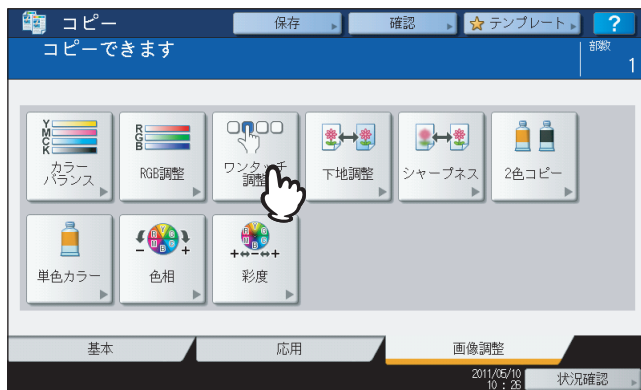 コピー
保存
確認
テンプレート
?
コピーできます
部数
1
Y
M
C
K
カラー
バランス
R
G
B
RGB調整
ワンタッチ
調整
下地調整
シャープネス
2色コピー
単色カラー
色相
彩度
基本
応用
画像調整
2011/05/10
10 : 26
状況確認